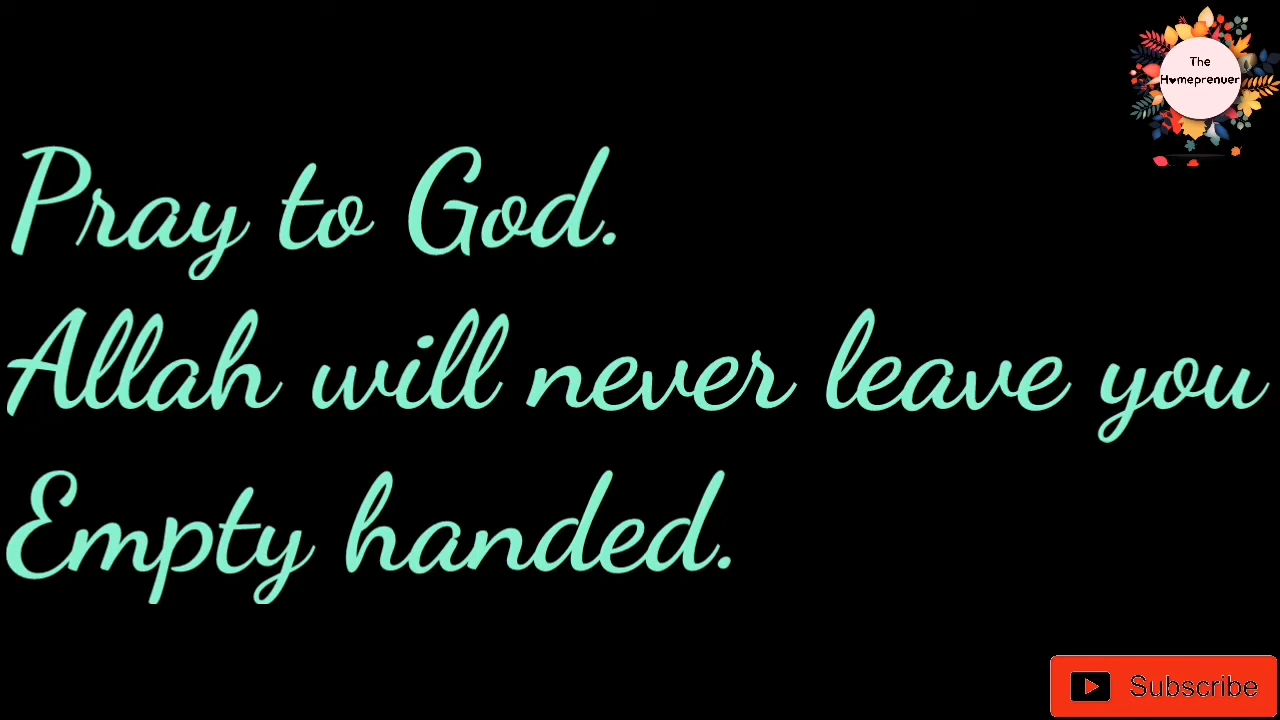 The
Homeprenuer
Pray to God.
Allah will never leave you
Empty handed.
Subscribe